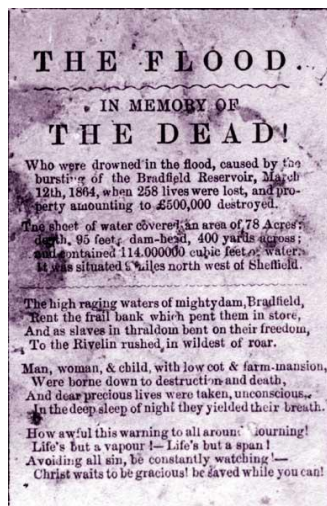 THE FLOOD.
IN MEMORY OF
THE DEAD!
Who were drowned in the flood, caused by the
bursting of the Bradfield Reservoir, March
12th, 1864, when 258 lives were lost, and pro-
perty amounting to £500,000 destroyed.
The sheet of water covered an area of 78 Acres;
depth, 95 feet; dam-head, 400 yards across;
and contained 114.000000 cubic feet of water.
It was situated miles north west of Sheffield.
The high raging waters of mighty dam, Bradfield,
Rent the frail bank which pent them in store,
And as slaves in thraldom bent on their freedom,
To the Rivelin rushed, in wildest of roar.
Man, woman, & child, with low cot & farm-mansion,
Were borne down to destruction and death,
And dear precious lives were taken, unconscious,
In the deep sleep of night they yielded their breath.
How awful this warning to all around
Life's but a vapour!—Life's but a span!
Avoiding all sin, be constantly watching!—
Christ waits to be gracious! be saved while you can!